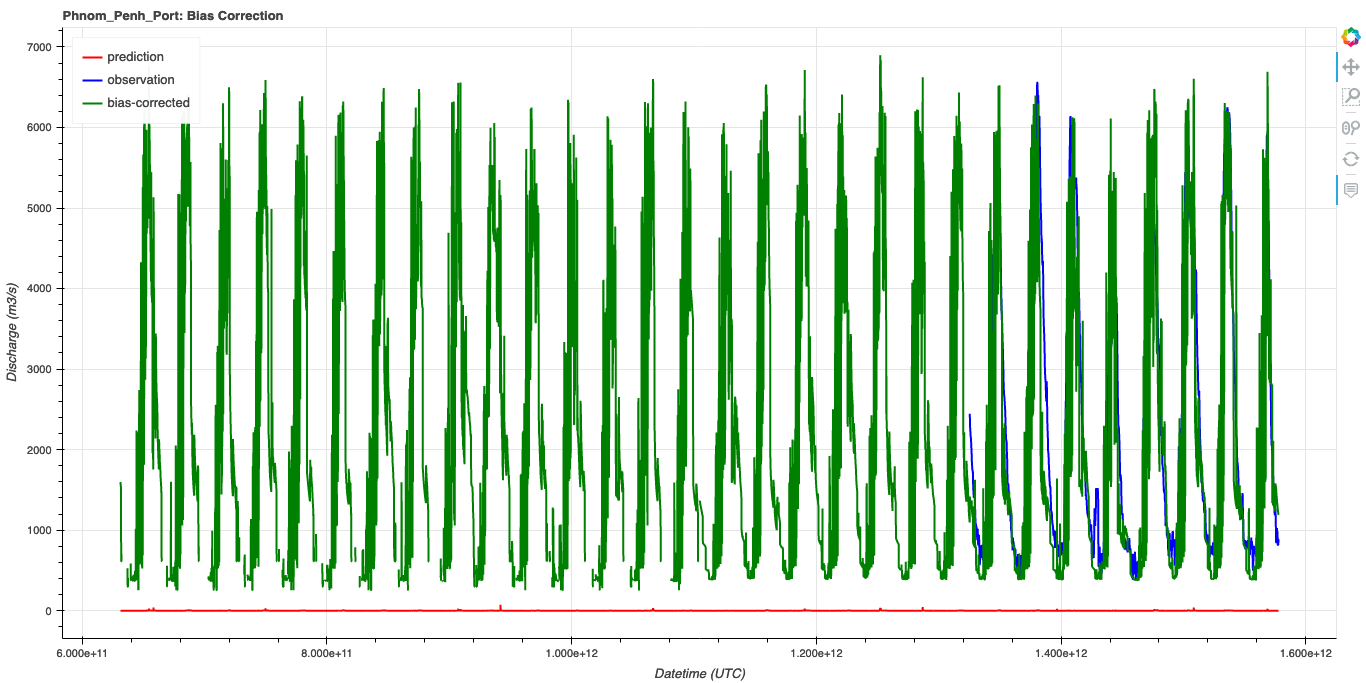 Phnom_Penh_Port: Bias Correction
prediction
observation
bias-corrected
7000
6000
5000
4000
3000
2000
1000
0
Discharge (m3/s)
6.000e+11
8.000e+11
1.000e+12
1.200e+12
1.400e+12
1.600e+12
Datetime (UTC)